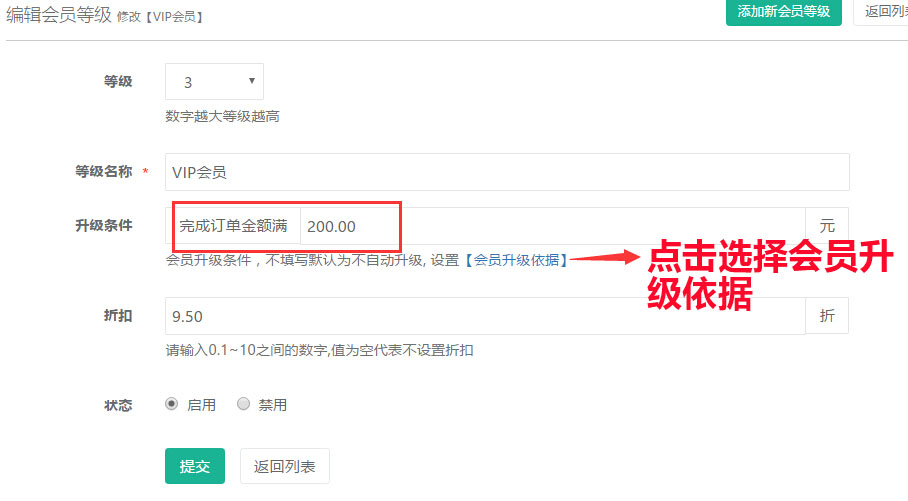 编辑会员等级 修改【VIP会员】
添加新会员等级
返回列
等级
3
数字越大等级越高
等级名称 *
VIP会员
升级条件
完成订单金额满
200.00
元
会员升级条件，不填写默认为不自动升级, 设置【会员升级依据】
点击选择会员升
级依据
折扣
9.50
折
请输入0.1~10之间的数字,值为空代表不设置折扣
状态
启用
禁用
提交
返回列表